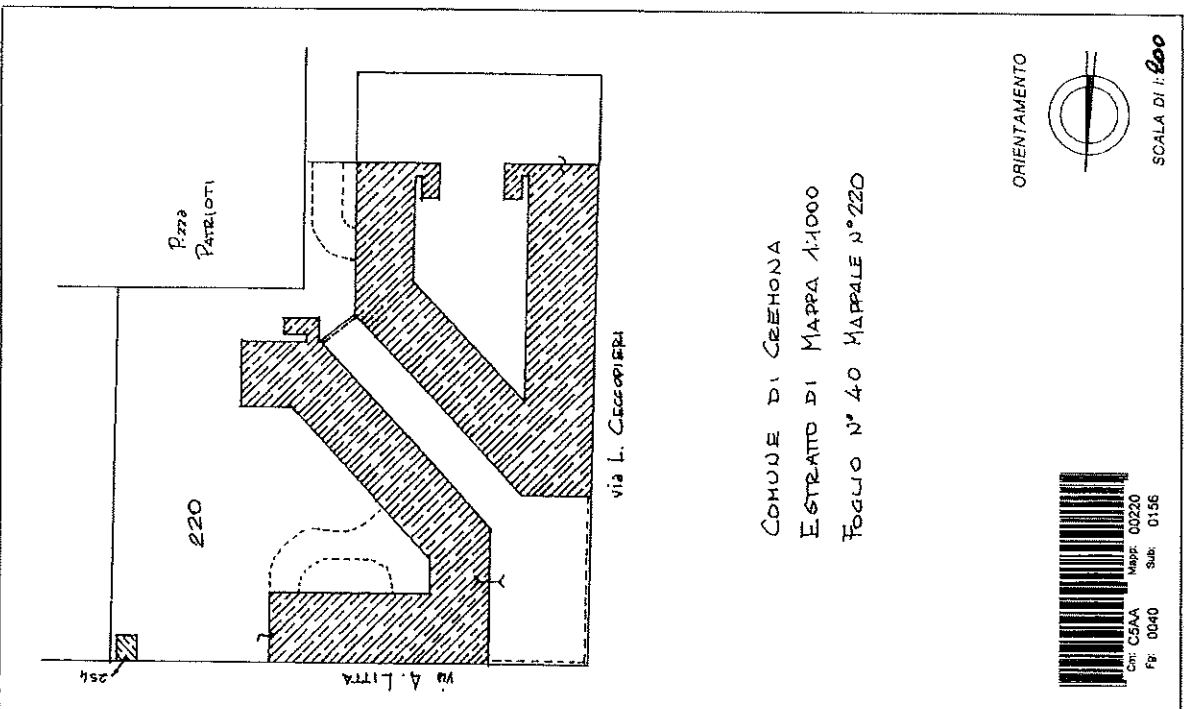 P.zza
PATRIOTI
220
254
via A. LITTA
via L. CECCOPIERI
COMUNE DI CREMONA
ESTRATTO DI MAPPA 1:1000
FOGLIO N° 40 MAPPALE N° 220
ORIENTAMENTO
SCALA DI 1: 200
Cm: C5AA Mapp: 00220
Fg: 0040 Sub: 0156